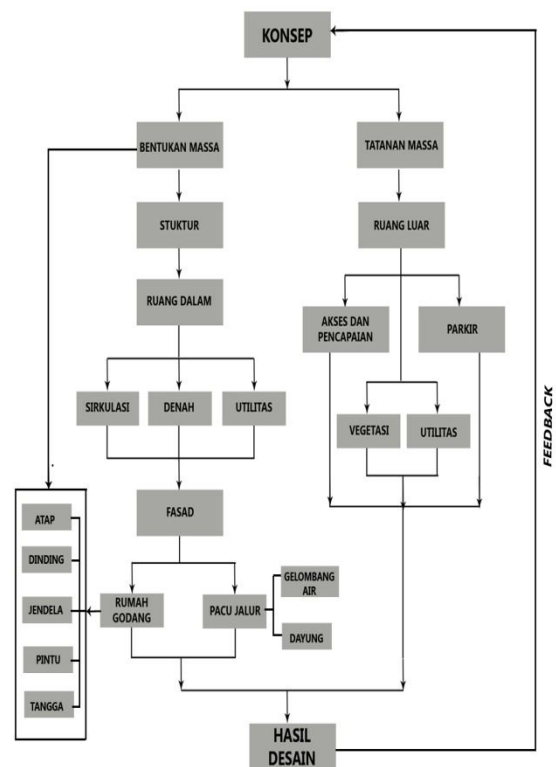 KONSEP
BENTUKAN MASSA
TATANAN MASSA
STUKTUR
RUANG LUAR
RUANG DALAM
AKSES DAN
PENCAPAIAN
PARKIR
SIRKULASI
DENAH
UTILITAS
VEGETASI
UTILITAS
FEEDBACK
FASAD
ATAP
DINDING
JENDELA
PINTU
TANGGA
RUMAH
GODANG
PACU JALUR
GELOMBANG
AIR
DAYUNG
HASIL
DESAIN